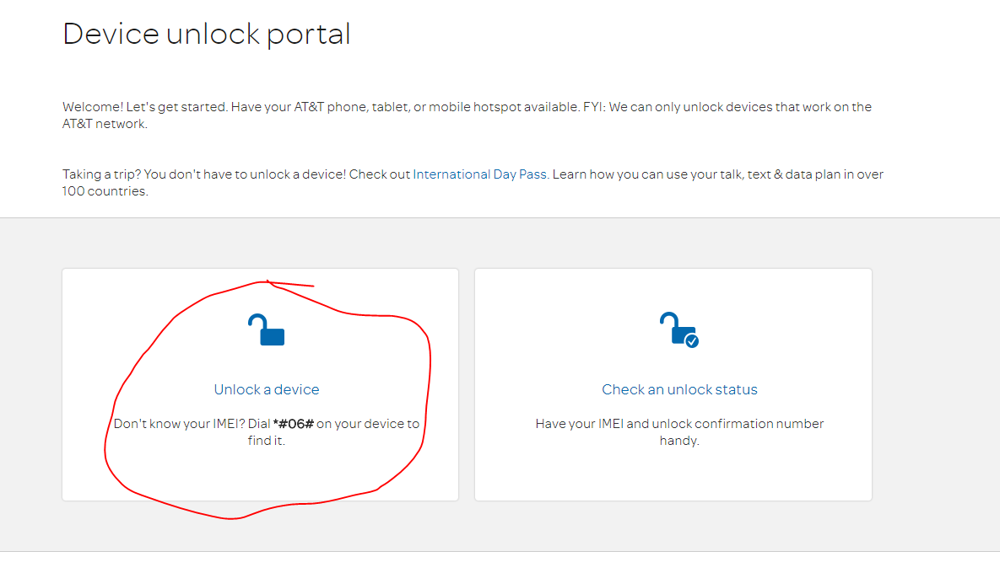 Device unlock portal
Welcome! Let's get started. Have your AT&T phone, tablet, or mobile hotspot available. FYI: We can only unlock devices that work on the
AT&T network.
Taking a trip? You don't have to unlock a device! Check out International Day Pass. Learn how you can use your talk, text & data plan in over
100 countries.
Unlock a device
Don't know your IMEI? Dial *#06# on your device to
find it.
Check an unlock status
Have your IMEI and unlock confirmation number
handy.